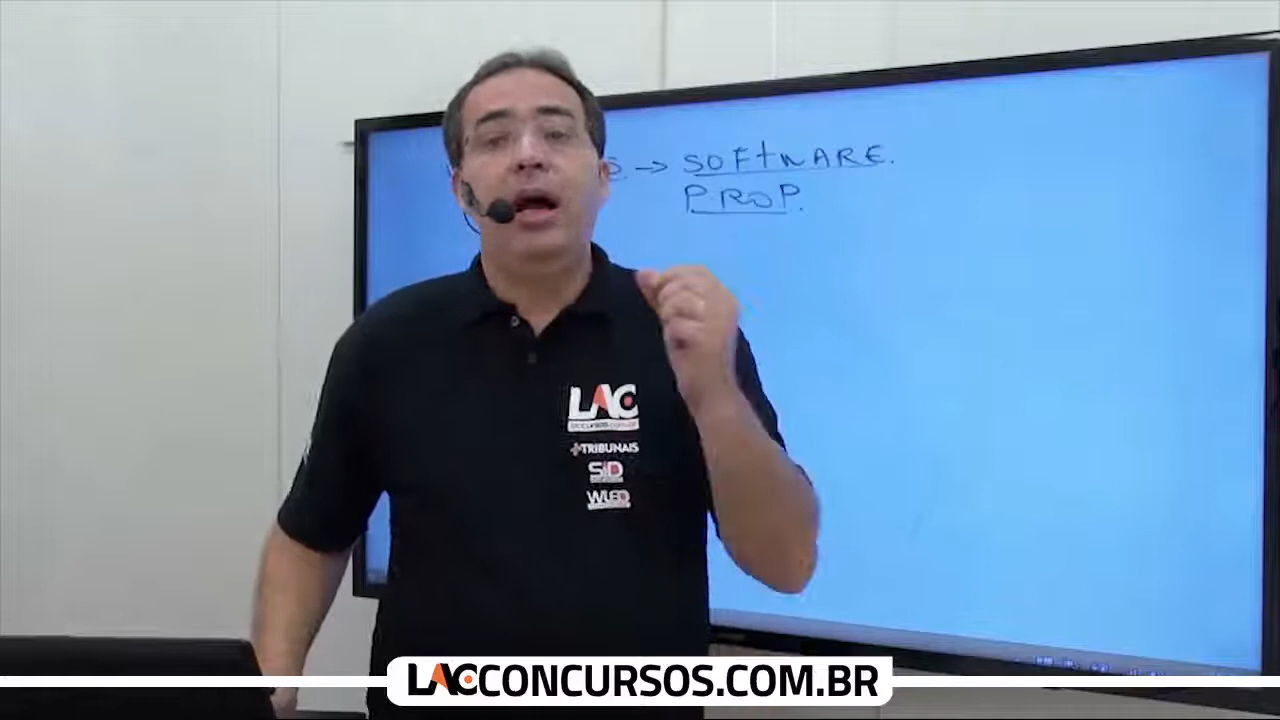 → SOFTWARE.
PROP.
LAC
+TRIBUNAIS
SID
LACCONCURSOS.COM.BR